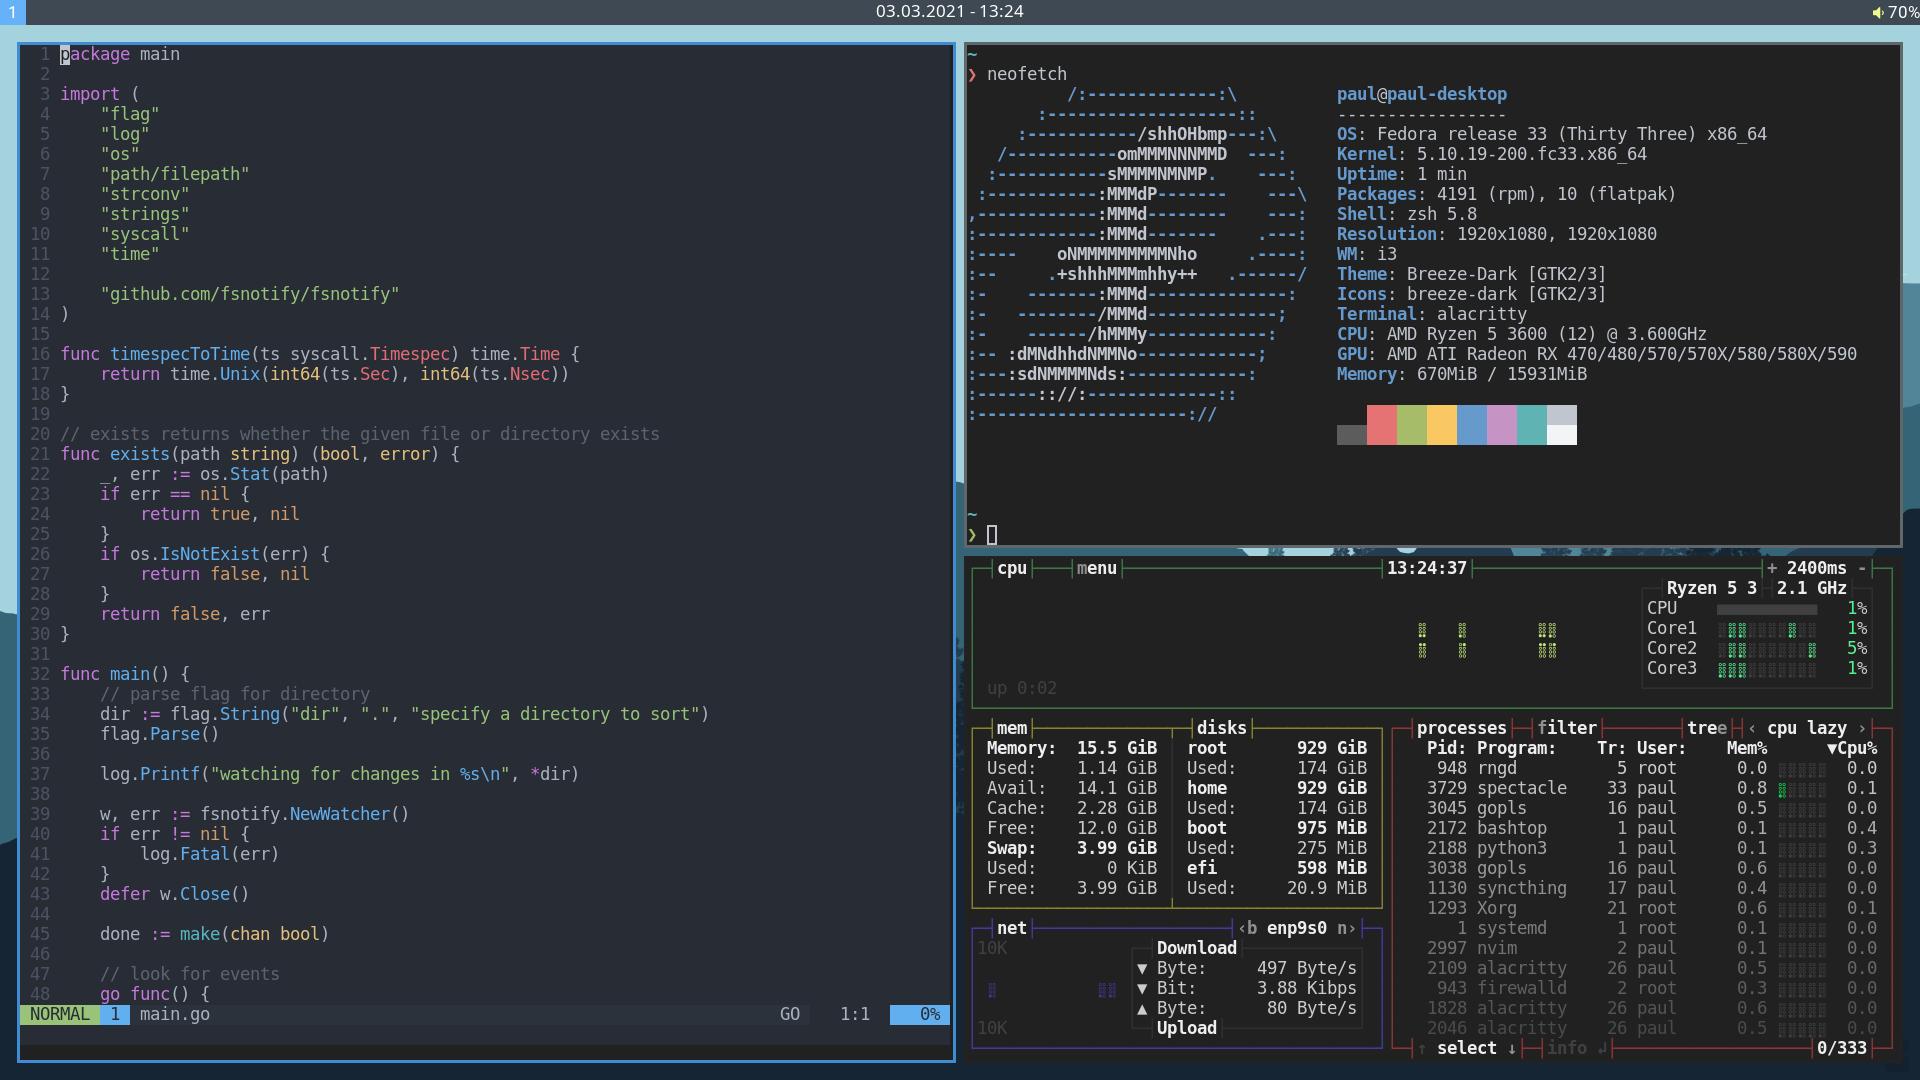 1
03.03.2021 - 13:24
70%
1 package main
2
3 import (
4     "flag"
5     "log"
6     "os"
7     "path/filepath"
8     "strconv"
9     "strings"
10     "syscall"
11     "time"
12
13     "github.com/fsnotify/fsnotify"
14 )
15
16 func timespecToTime(ts syscall.Timespec) time.Time {
17     return time.Unix(int64(ts.Sec), int64(ts.Nsec))
18 }
19
20 // exists returns whether the given file or directory exists
21 func exists(path string) (bool, error) {
22     _, err := os.Stat(path)
23     if err == nil {
24         return true, nil
25     }
26     if os.IsNotExist(err) {
27         return false, nil
28     }
29     return false, err
30 }
31
32 func main() {
33     // parse flag for directory
34     dir := flag.String("dir", ".", "specify a directory to sort")
35     flag.Parse()
36
37     log.Printf("watching for changes in %s\n", *dir)
38
39     w, err := fsnotify.NewWatcher()
40     if err != nil {
41         log.Fatal(err)
42     }
43     defer w.Close()
44
45     done := make(chan bool)
46
47     // look for events
48     go func() {
NORMAL 1 main.go GO 1:1 0%
~
❯ neofetch
/:-------------:\
:-------------------::
:-----------/shhOHbmp---:\
/-----------omMMMNNNMMD  ---:
:-----------sMMMMNMNMP.    ---:
:-----------:MMMdP-------    ---\
,------------:MMMd--------    ---:
:------------:MMMd-------    .---:
:----    oNMMMMMMMMMNho     .----:
:--     .+shhhMMMmhhy++   .------/
:-    -------:MMMd--------------:
:-   --------/MMMd-------------;
:-    ------/hMMMy------------:
:-- :dMNdhhdNMMNo------------;
:---:sdNMMMMNds:------------:
:------:://:-------------::
:---------------------://
paul@paul-desktop
-----------------
OS: Fedora release 33 (Thirty Three) x86_64
Kernel: 5.10.19-200.fc33.x86_64
Uptime: 1 min
Packages: 4191 (rpm), 10 (flatpak)
Shell: zsh 5.8
Resolution: 1920x1080, 1920x1080
WM: i3
Theme: Breeze-Dark [GTK2/3]
Icons: breeze-dark [GTK2/3]
Terminal: alacritty
CPU: AMD Ryzen 5 3600 (12) @ 3.600GHz
GPU: AMD ATI Radeon RX 470/480/570/570X/580/580X/590
Memory: 670MiB / 15931MiB
~
❯
cpu menu 13:24:37 + 2400ms -
Ryzen 5 3 2.1 GHz
CPU 1%
Core1 1%
Core2 5%
Core3 1%
up 0:02
mem disks
Memory: 15.5 GiB root 929 GiB
Used: 1.14 GiB Used: 174 GiB
Avail: 14.1 GiB home 929 GiB
Cache: 2.28 GiB Used: 174 GiB
Free: 12.0 GiB boot 975 MiB
Swap: 3.99 GiB Used: 275 MiB
Used: 0 KiB efi 598 MiB
Free: 3.99 GiB Used: 20.9 MiB
net ‹b enp9s0 n›
10K Download
▼ Byte: 497 Byte/s
▼ Bit: 3.88 Kibps
▲ Byte: 80 Byte/s
10K Upload
processes filter tree ‹ cpu lazy ›
Pid: Program: Tr: User: Mem% ▼Cpu%
948 rngd 5 root 0.0 0.0
3729 spectacle 33 paul 0.8 0.1
3045 gopls 16 paul 0.5 0.0
2172 bashtop 1 paul 0.1 0.4
2188 python3 1 paul 0.1 0.3
3038 gopls 16 paul 0.6 0.0
1130 syncthing 17 paul 0.4 0.0
1293 Xorg 21 root 0.6 0.1
1 systemd 1 root 0.1 0.0
2997 nvim 2 paul 0.1 0.0
2109 alacritty 26 paul 0.5 0.0
943 firewalld 2 root 0.3 0.0
1828 alacritty 26 paul 0.6 0.0
2046 alacritty 26 paul 0.5 0.0
↑ select ↓ info ↲ 0/333